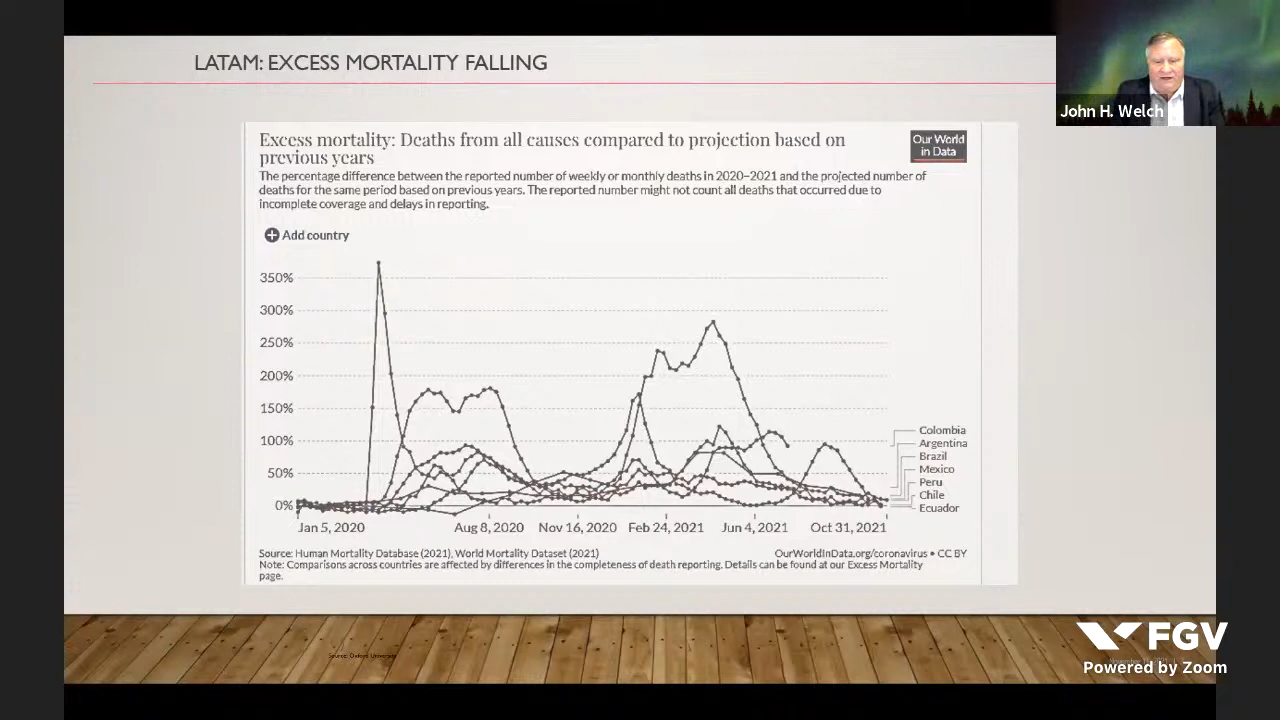 LATAM: EXCESS MORTALITY FALLING
John H. Welch
Excess mortality: Deaths from all causes compared to projection based on
previous years
Our World
in Data
The percentage difference between the reported number of weekly or monthly deaths in 2020–2021 and the projected number of
deaths for the same period based on previous years. The reported number might not count all deaths that occurred due to
incomplete coverage and delays in reporting.
Add country
350%
300%
250%
200%
150%
100%
50%
0%
Colombia
Argentina
Brazil
Mexico
Peru
Chile
Ecuador
Jan 5, 2020
Aug 8, 2020
Nov 16, 2020
Feb 24, 2021
Jun 4, 2021
Oct 31, 2021
Source: Human Mortality Database (2021), World Mortality Dataset (2021)
OurWorldInData.org/coronavirus • CC BY
Note: Comparisons across countries are affected by differences in the completeness of death reporting. Details can be found at our Excess Mortality
page.
Source: Oxford University
FGV
Powered by Zoom